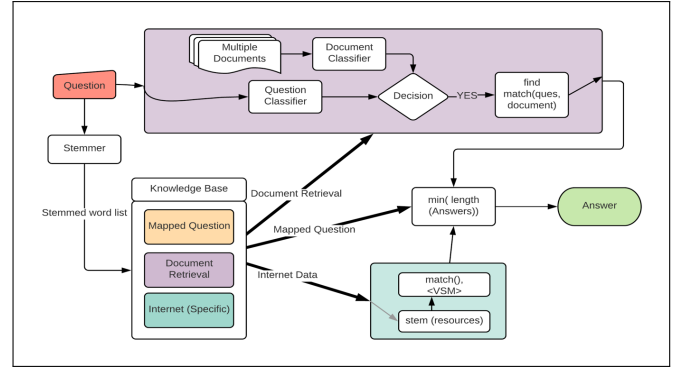 Multiple
Documents
Document
Classifier
Question
Question
Classifier
Decision
YES
find
match(ques,
document)
Stemmer
Knowledge Base
Document Retrieval
min( length
(Answers))
Answer
Stemmed word list
Mapped Question
Mapped Question
Document
Retrieval
Internet Data
match(),
<VSM>
Internet (Specific)
stem (resources)